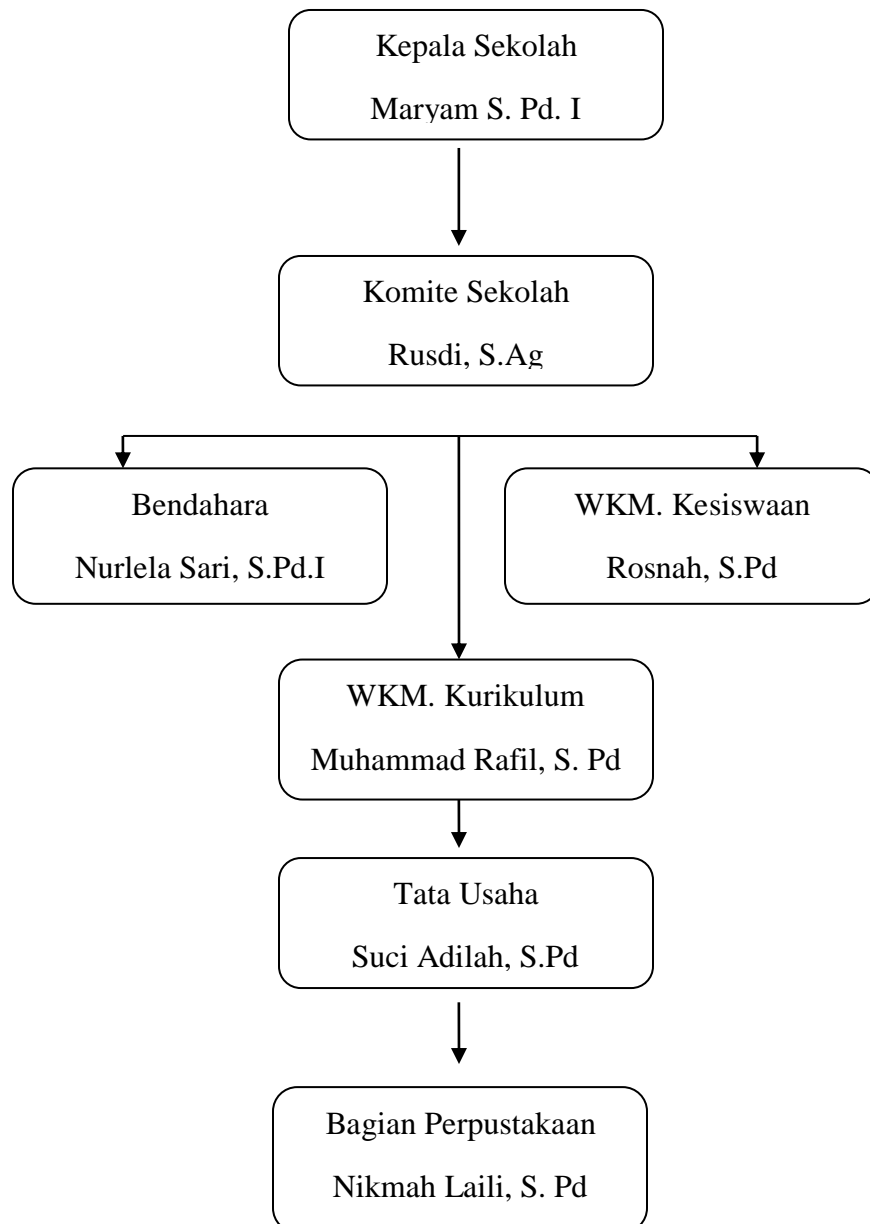 Kepala Sekolah
Maryam S. Pd. I
Komite Sekolah
Rusdi, S.Ag
Bendahara
Nurlela Sari, S.Pd.I
WKM. Kesiswaan
Rosnah, S.Pd
WKM. Kurikulum
Muhammad Rafil, S. Pd
Tata Usaha
Suci Adilah, S.Pd
Bagian Perpustakaan
Nikmah Laili, S. Pd